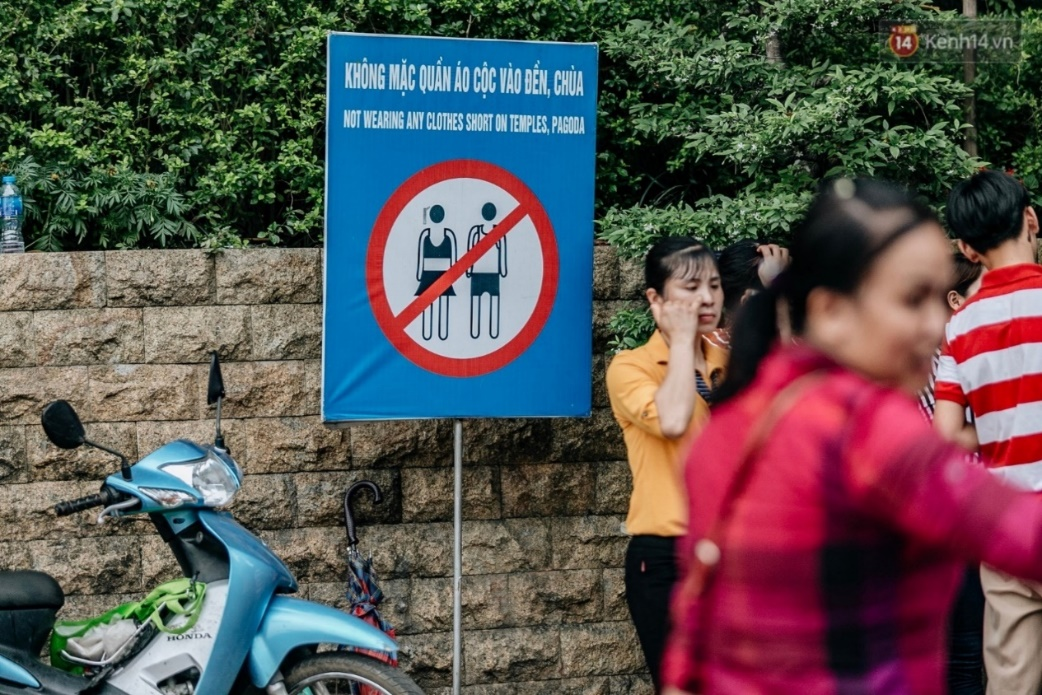 14 Kenh14.vn
KHÔNG MẶC QUẦN ÁO CỘC VÀO ĐỀN, CHÙA
NOT WEARING ANY CLOTHES SHORT ON TEMPLES, PAGODA
HONDA